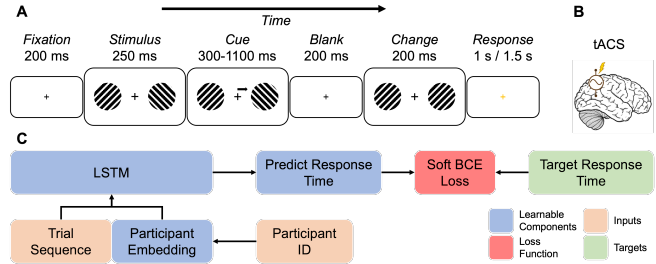 A
Time
B
Fixation
200 ms
Stimulus
250 ms
Cue
300-1100 ms
Blank
200 ms
Change
200 ms
Response
1 s / 1.5 s
tACS
C
LSTM
Predict Response
Time
Soft BCE
Loss
Target Response
Time
Trial
Sequence
Participant
Embedding
Participant
ID
Learnable
Components
Inputs
Loss
Function
Targets